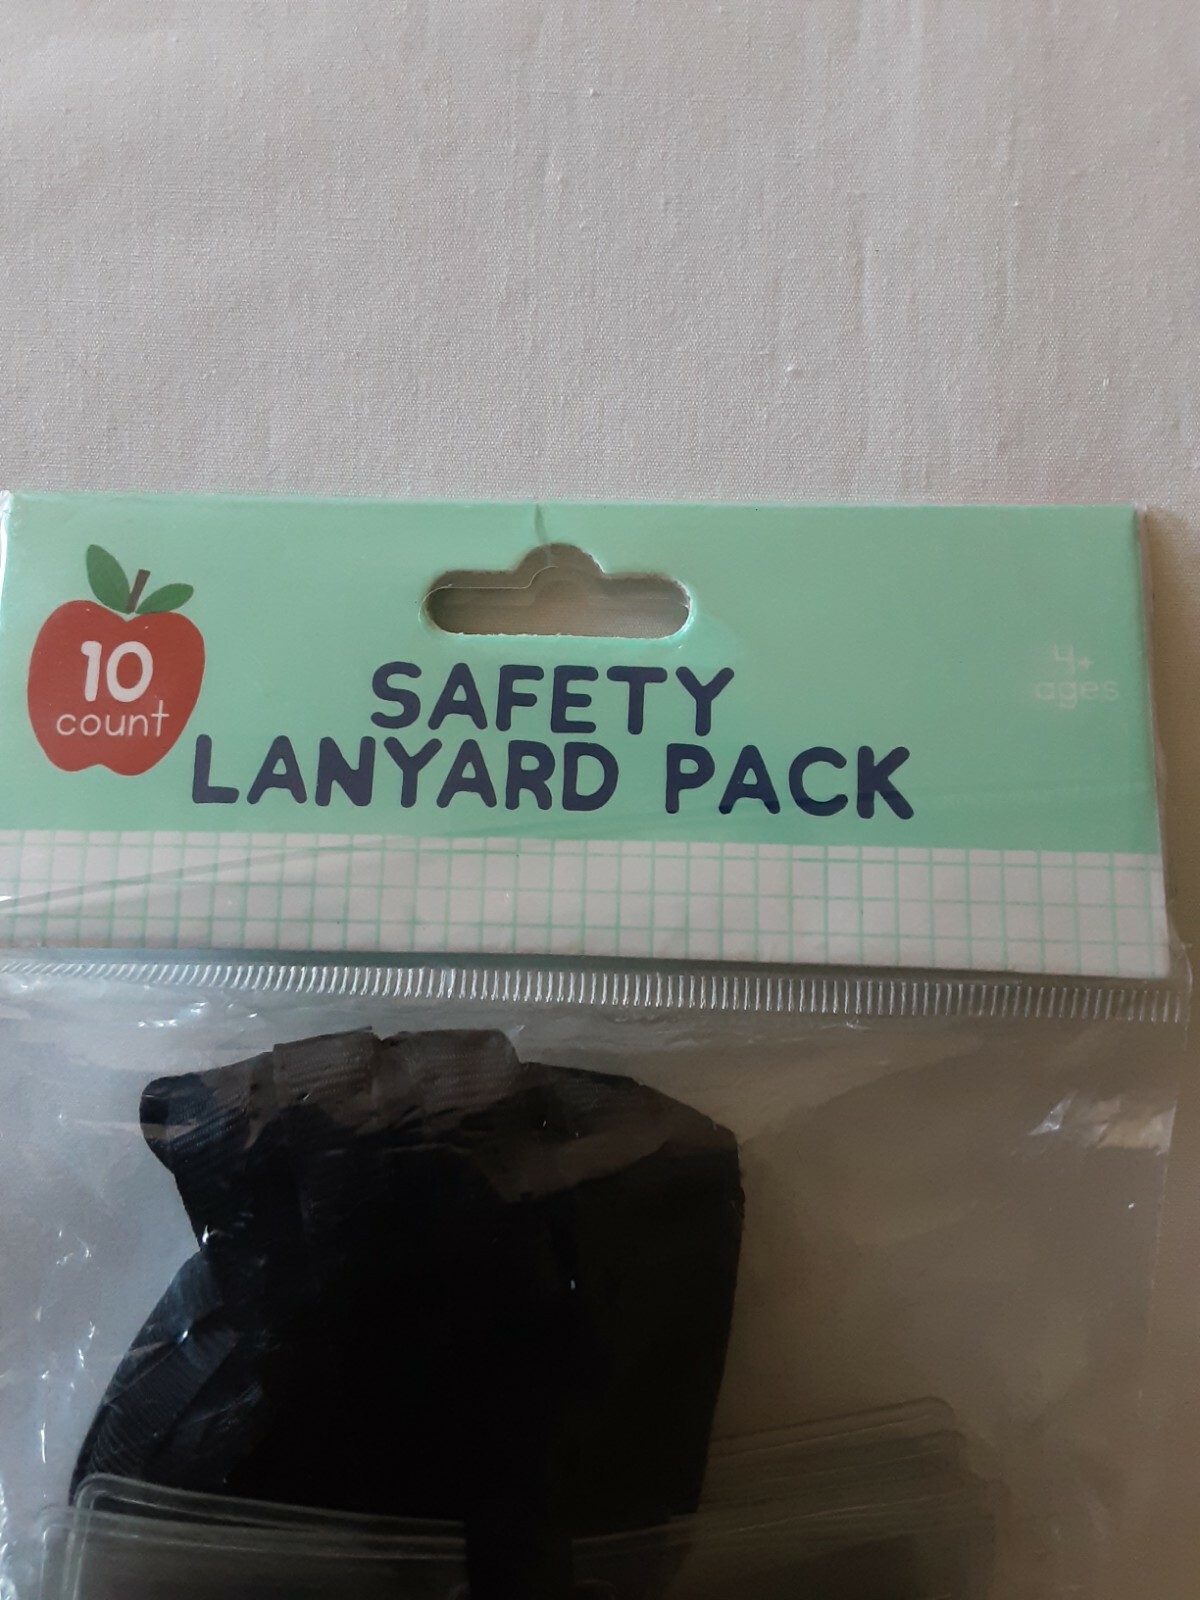 10
count
SAFETY
LANYARD PACK
4+
ages